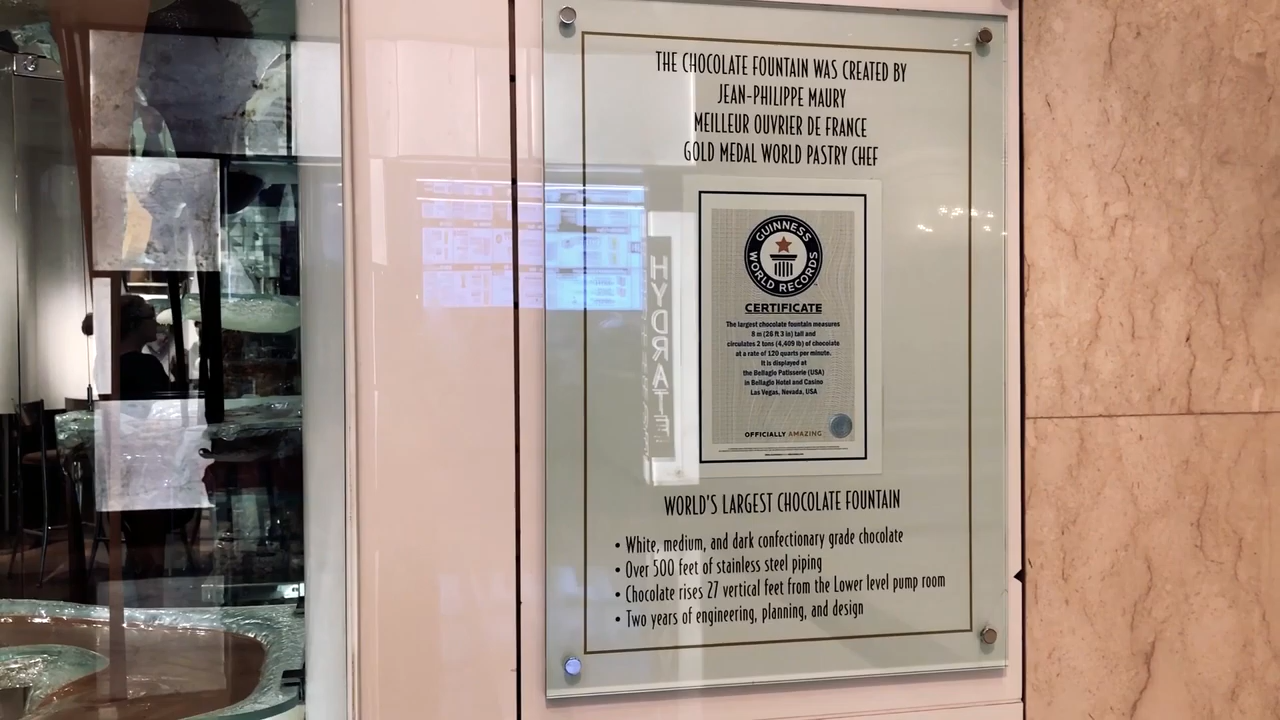 THE CHOCOLATE FOUNTAIN WAS CREATED BY
JEAN-PHILIPPE MAURY
MEILLEUR OUVRIER DE FRANCE
GOLD MEDAL WORLD PASTRY CHEF
GUINNESS
WORLD RECORDS
CERTIFICATE
The largest chocolate fountain measures
8 m (26 ft 3 in) tall and
circulates 2 tons (4,409 lb) of chocolate
at a rate of 120 quarts per minute.
It is displayed at
the Bellagio Patisserie (USA)
in Bellagio Hotel and Casino
Las Vegas, Nevada, USA
OFFICIALLY AMAZING
HYDRATE
WORLD'S LARGEST CHOCOLATE FOUNTAIN
• White, medium, and dark confectionary grade chocolate
• Over 500 feet of stainless steel piping
• Chocolate rises 27 vertical feet from the Lower level pump room
• Two years of engineering, planning, and design